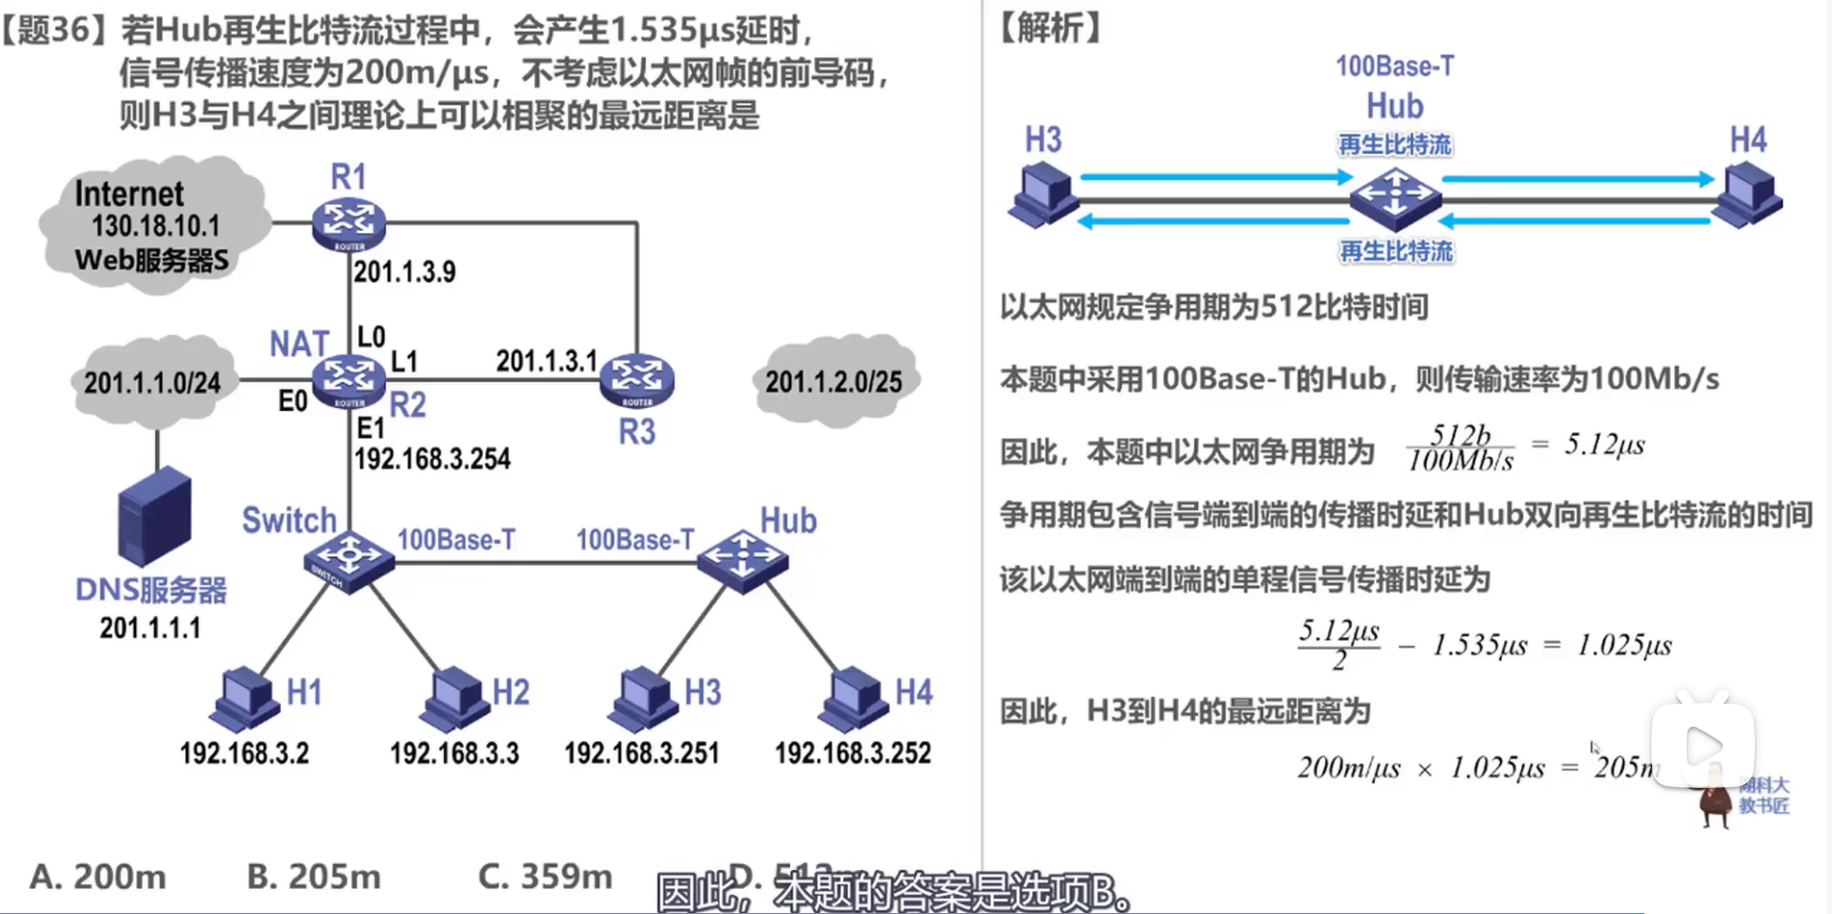 【题36】若Hub再生比特流过程中，会产生1.535μs延时，
信号传播速度为200m/μs，不考虑以太网帧的前导码，
则H3与H4之间理论上可以相聚的最远距离是
Internet
130.18.10.1
Web服务器S
R1
ROUTER
201.1.3.9
NAT
L0
L1
201.1.3.1
201.1.1.0/24
E0
ROUTER
R2
ROUTER
R3
201.1.2.0/25
E1
192.168.3.254
Switch
100Base-T
100Base-T
Hub
SWITCH
DNS服务器
201.1.1.1
H1
H2
H3
H4
192.168.3.2
192.168.3.3
192.168.3.251
192.168.3.252
A. 200m
B. 205m
C. 359m
D. 512m
【解析】
100Base-T
Hub
H3
再生比特流
H4
再生比特流
以太网规定争用期为512比特时间
本题中采用100Base-T的Hub，则传输速率为100Mb/s
因此，本题中以太网争用期为 512b/100Mb/s = 5.12μs
争用期包含信号端到端的传播时延和Hub双向再生比特流的时间
该以太网端到端的单程信号传播时延为
5.12μs/2 − 1.535μs = 1.025μs
因此，H3到H4的最远距离为
200m/μs × 1.025μs = 205m
湖科大
教书匠
因此，本题的答案是选项B。